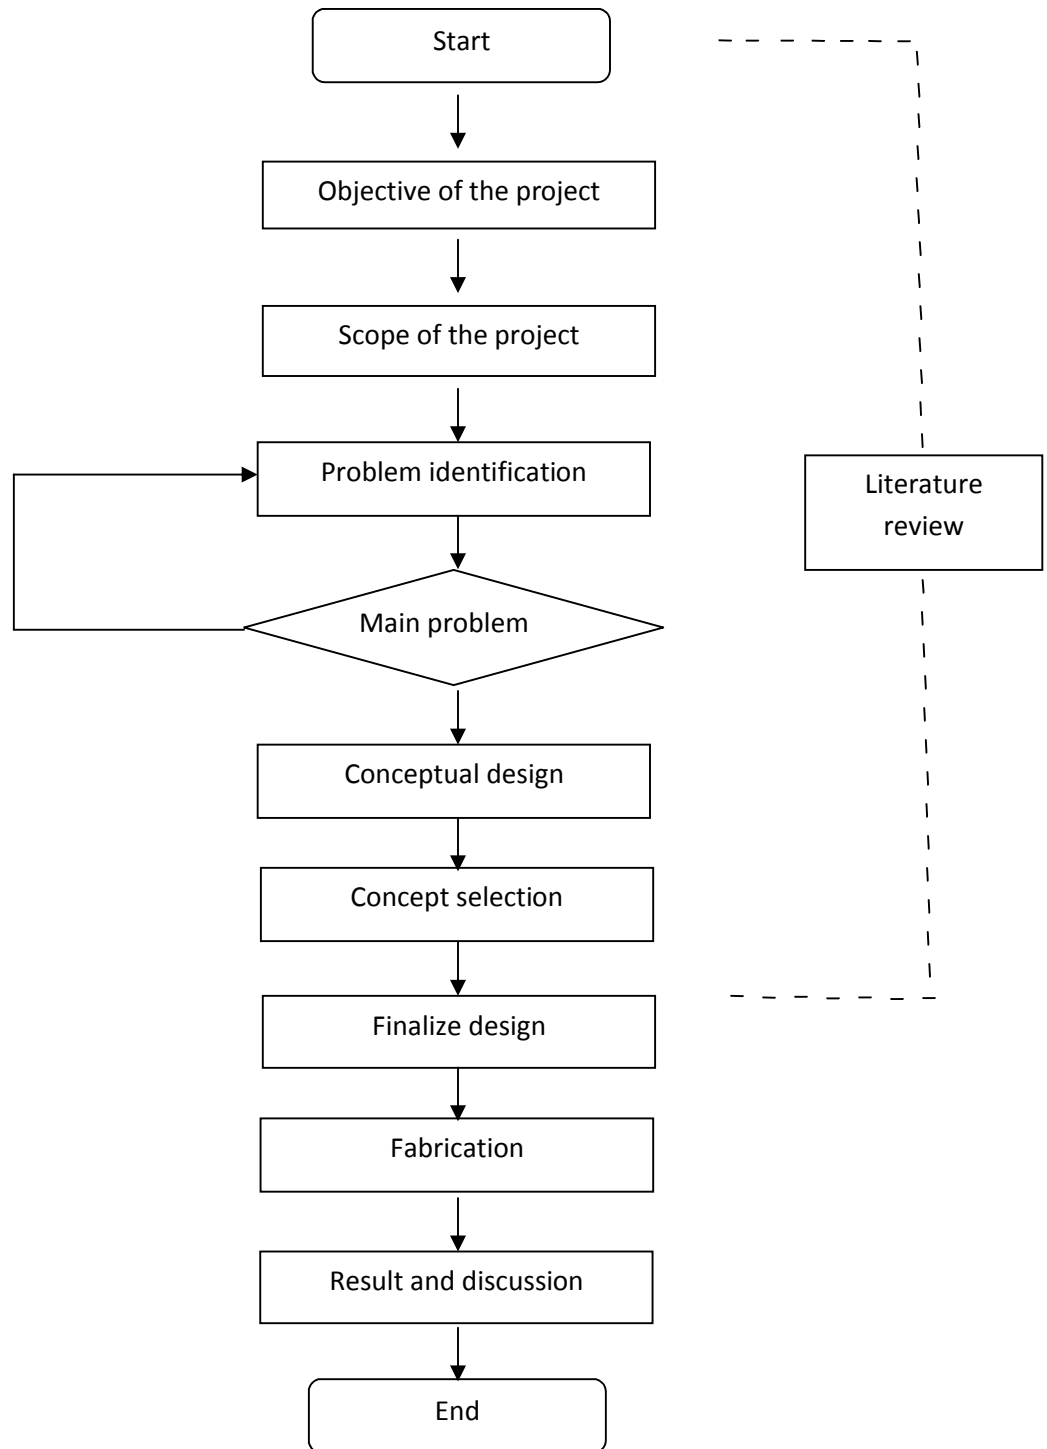 Start
Objective of the project
Scope of the project
Problem identification
Literature
review
Main problem
Conceptual design
Concept selection
Finalize design
Fabrication
Result and discussion
End